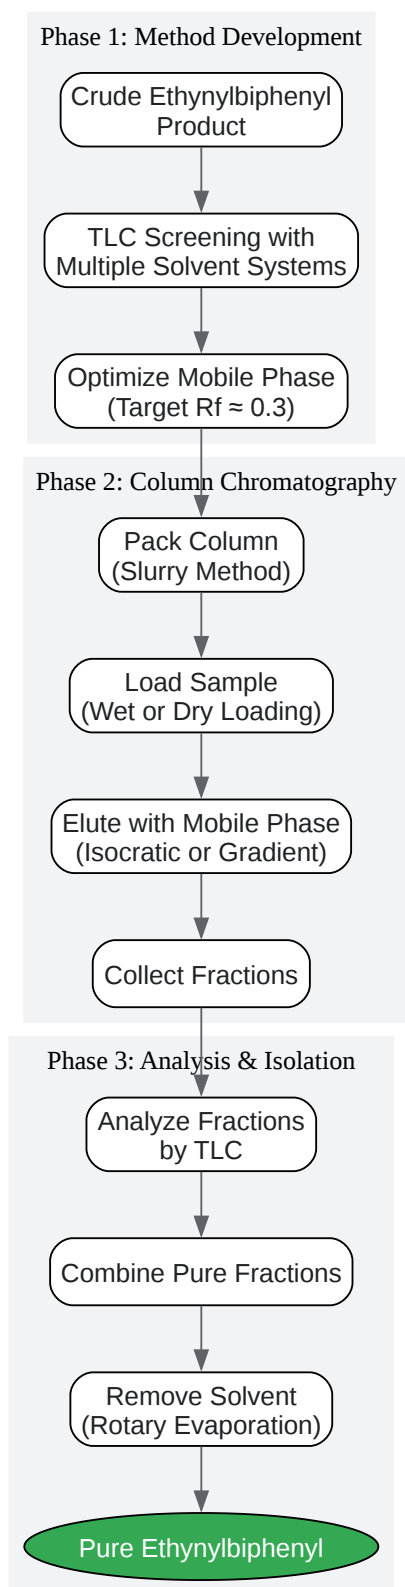 Phase 1: Method Development
Crude Ethynylbiphenyl
Product
TLC Screening with
Multiple Solvent Systems
Optimize Mobile Phase
(Target Rf ≈ 0.3)
Phase 2: Column Chromatography
Pack Column
(Slurry Method)
Load Sample
(Wet or Dry Loading)
Elute with Mobile Phase
(Isocratic or Gradient)
Collect Fractions
Phase 3: Analysis & Isolation
Analyze Fractions
by TLC
Combine Pure Fractions
Remove Solvent
(Rotary Evaporation)
Pure Ethynylbiphenyl